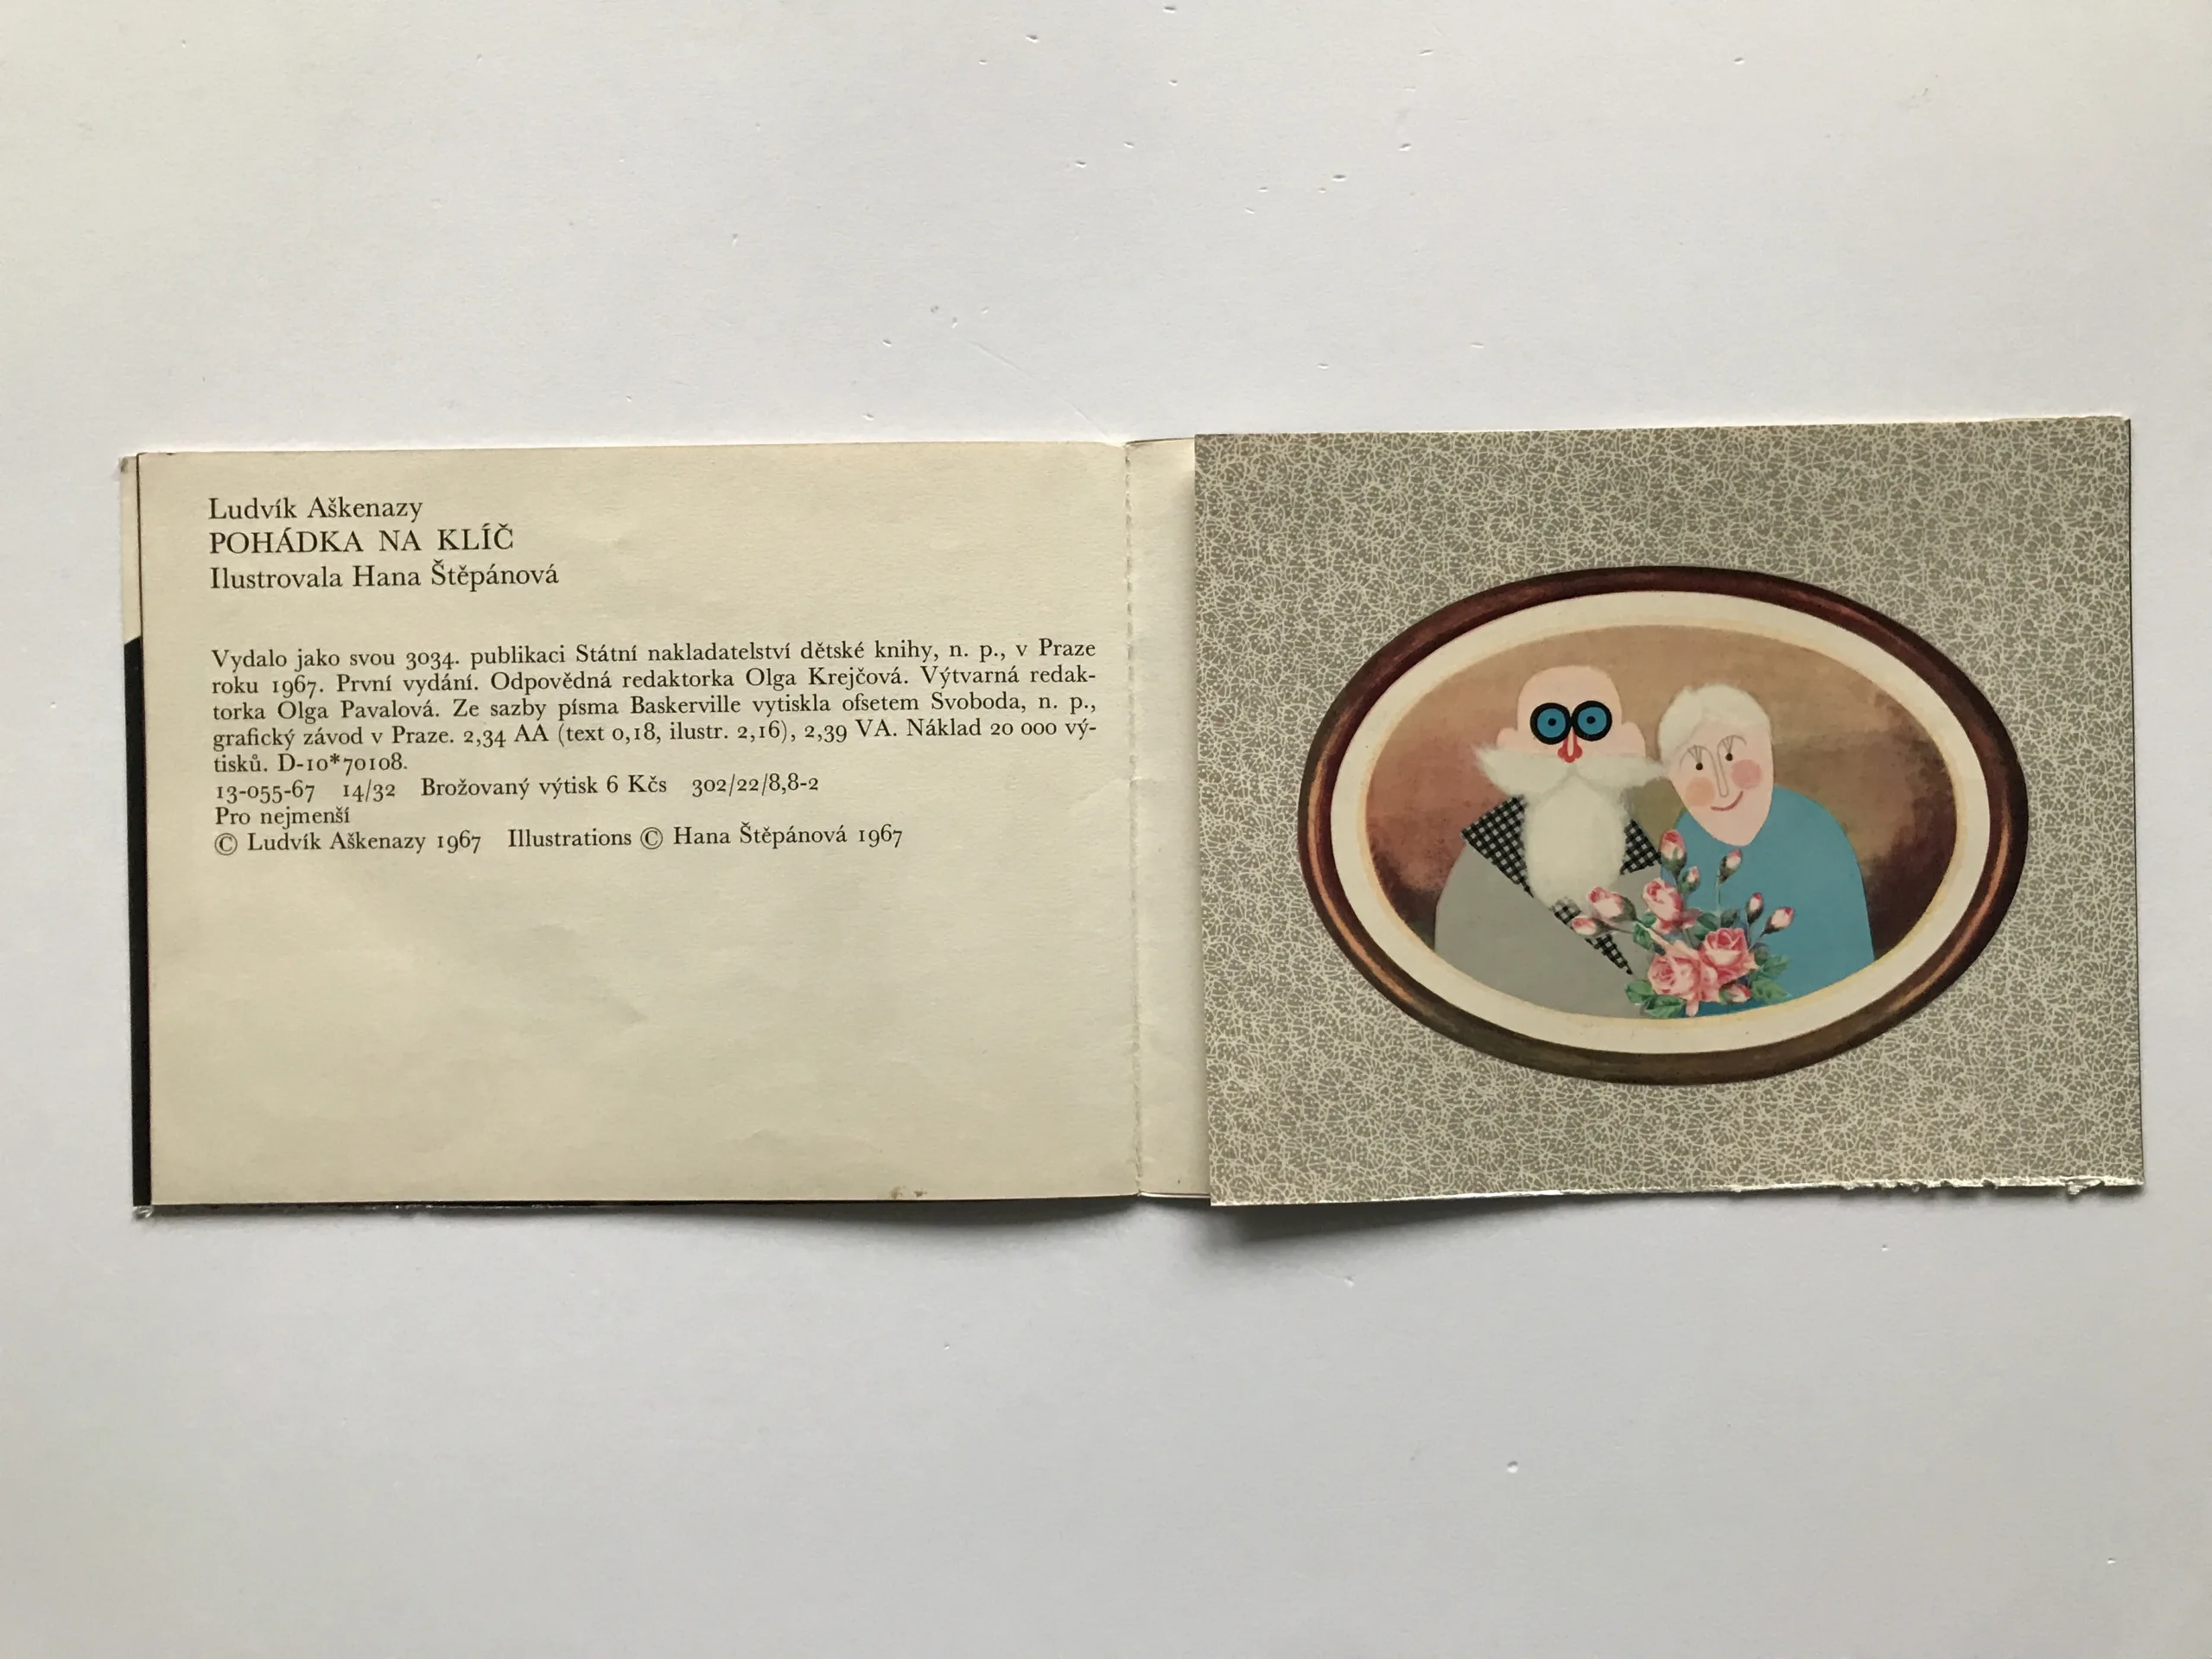 Ludvík Aškenazy
POHÁDKA NA KLÍČ
Ilustrovala Hana Štěpánová
Vydalo jako svou 3034. publikaci Státní nakladatelství dětské knihy, n. p., v Praze
roku 1967. První vydání. Odpovědná redaktorka Olga Krejčová. Výtvarná redak-
torka Olga Pavalová. Ze sazby písma Baskerville vytiskla ofsetem Svoboda, n. p.,
grafický závod v Praze. 2,34 AA (text 0,18, ilustr. 2,16), 2,39 VA. Náklad 20 000 vý-
tisků. D-10*70108.
13-055-67 14/32 Brožovaný výtisk 6 Kčs 302/22/8,8-2
Pro nejmenší
© Ludvík Aškenazy 1967 Illustrations © Hana Štěpánová 1967